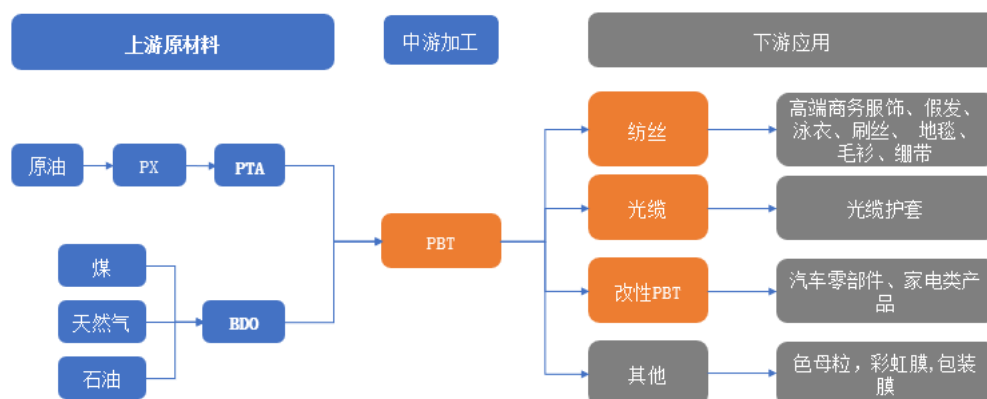 上游原材料
中游加工
下游应用
纺丝
高端商务服饰、假发、
泳衣、刷丝、 地毯、
毛衫、绷带
原油
PX
PTA
光缆
光缆护套
PBT
煤
天然气
石油
BDO
改性PBT
汽车零部件、家电类产
品
其他
色母粒，彩虹膜,包装
膜